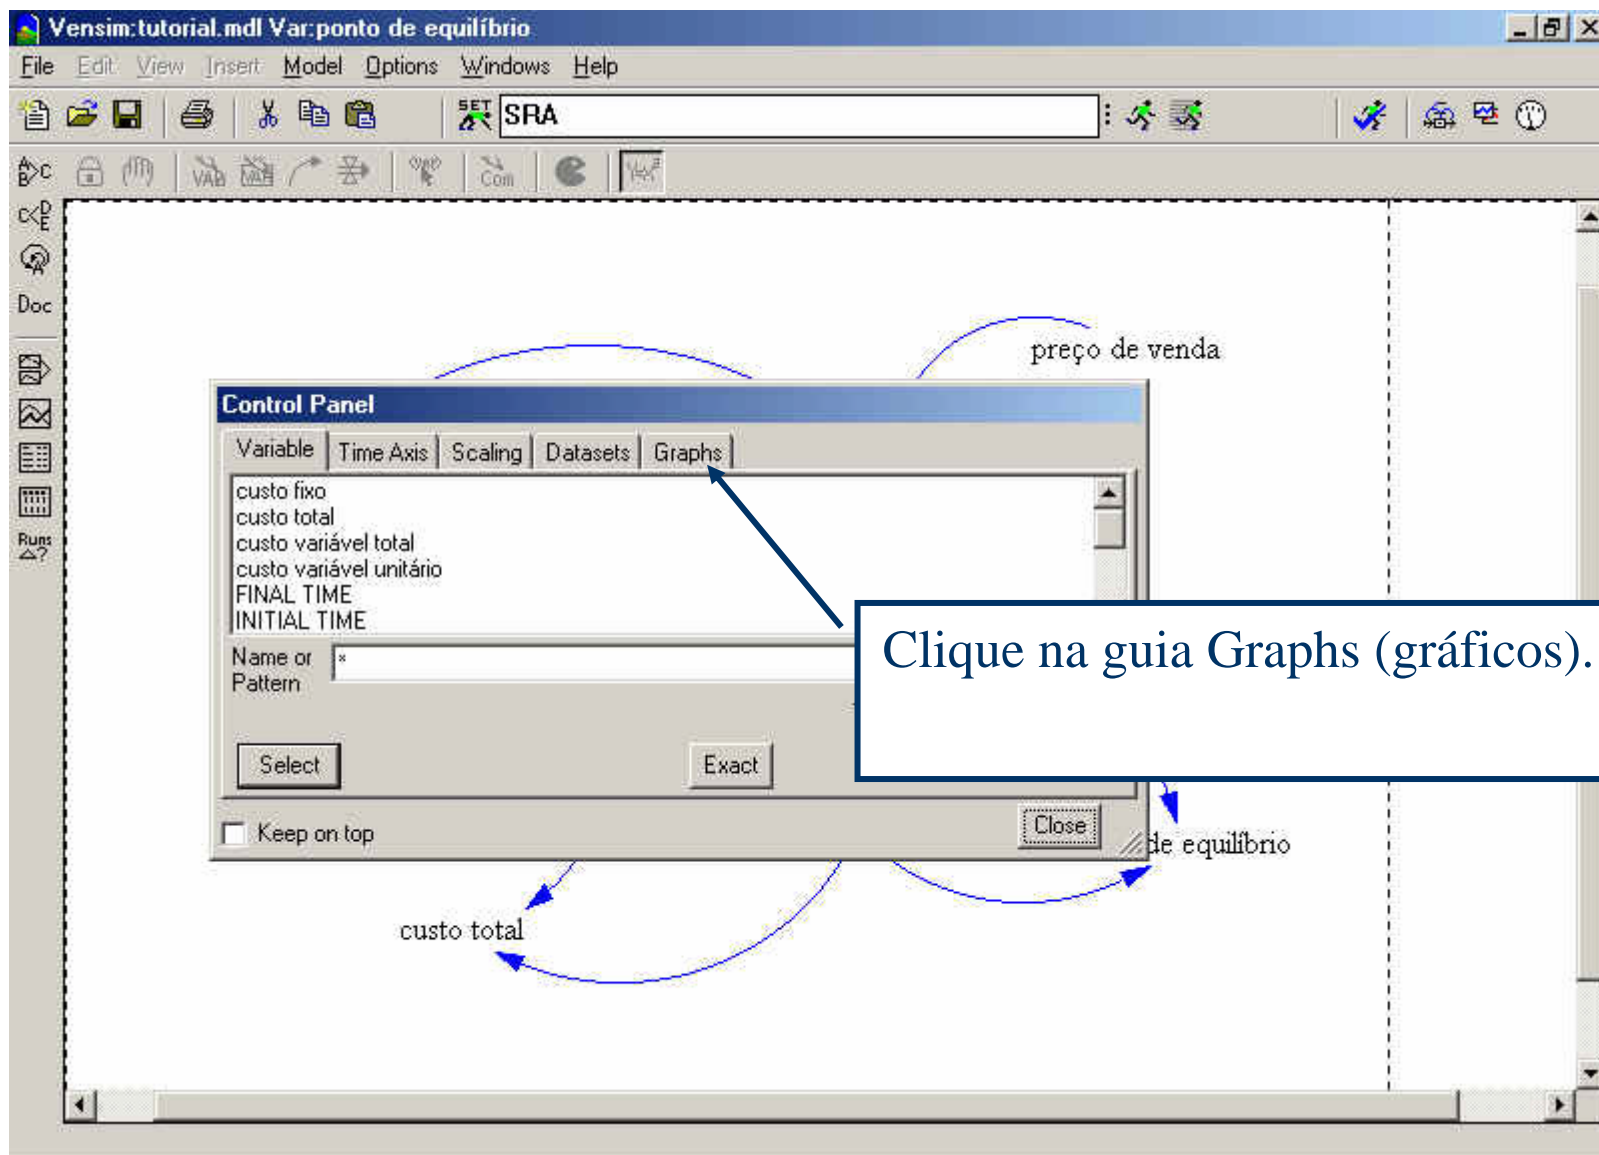 Vensim:tutorial.mdl Var:ponto de equilíbrio
File Edit View Insert Model Options Windows Help
SET SRA
A>C B
VAB
Com
C<D E
Doc
Runs
△?
preço de venda
Control Panel
Variable Time Axis Scaling Datasets Graphs
custo fixo
custo total
custo variável total
custo variável unitário
FINAL TIME
INITIAL TIME
Name or Pattern *
Clique na guia Graphs (gráficos).
Select Exact
Keep on top
Close
de equilíbrio
custo total